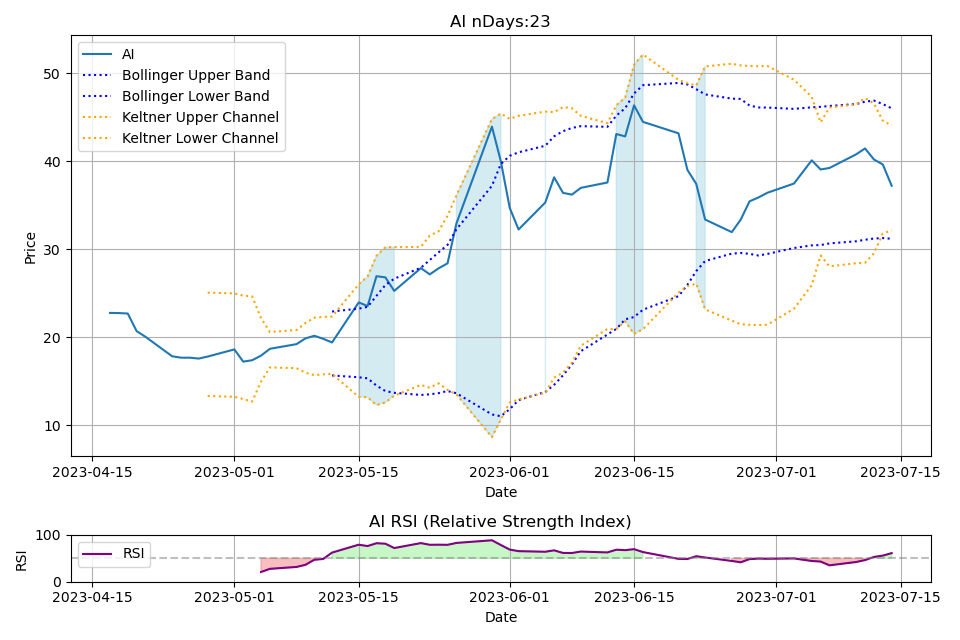 AI nDays:23
AI
Bollinger Upper Band
Bollinger Lower Band
Keltner Upper Channel
Keltner Lower Channel
Price
50
40
30
20
10
2023-04-15 2023-05-01 2023-05-15 2023-06-01 2023-06-15 2023-07-01 2023-07-15
Date
AI RSI (Relative Strength Index)
RSI
100
0
RSI
2023-04-15 2023-05-01 2023-05-15 2023-06-01 2023-06-15 2023-07-01 2023-07-15
Date